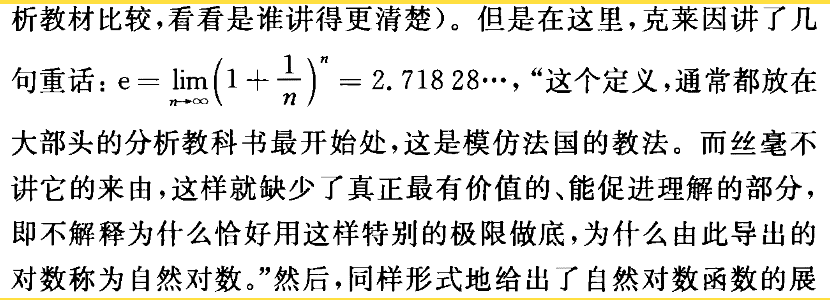 析教材比较,看看是谁讲得更清楚)。但是在这里,克莱因讲了几
句重话: e = lim n→∞ (1 + 1/n)^n = 2.718 28…,“这个定义,通常都放在
大部头的分析教科书最开始处,这是模仿法国的教法。而丝毫不
讲它的来由,这样就缺少了真正最有价值的、能促进理解的部分,
即不解释为什么恰好用这样特别的极限做底,为什么由此导出的
对数称为自然对数。”然后,同样形式地给出了自然对数函数的展